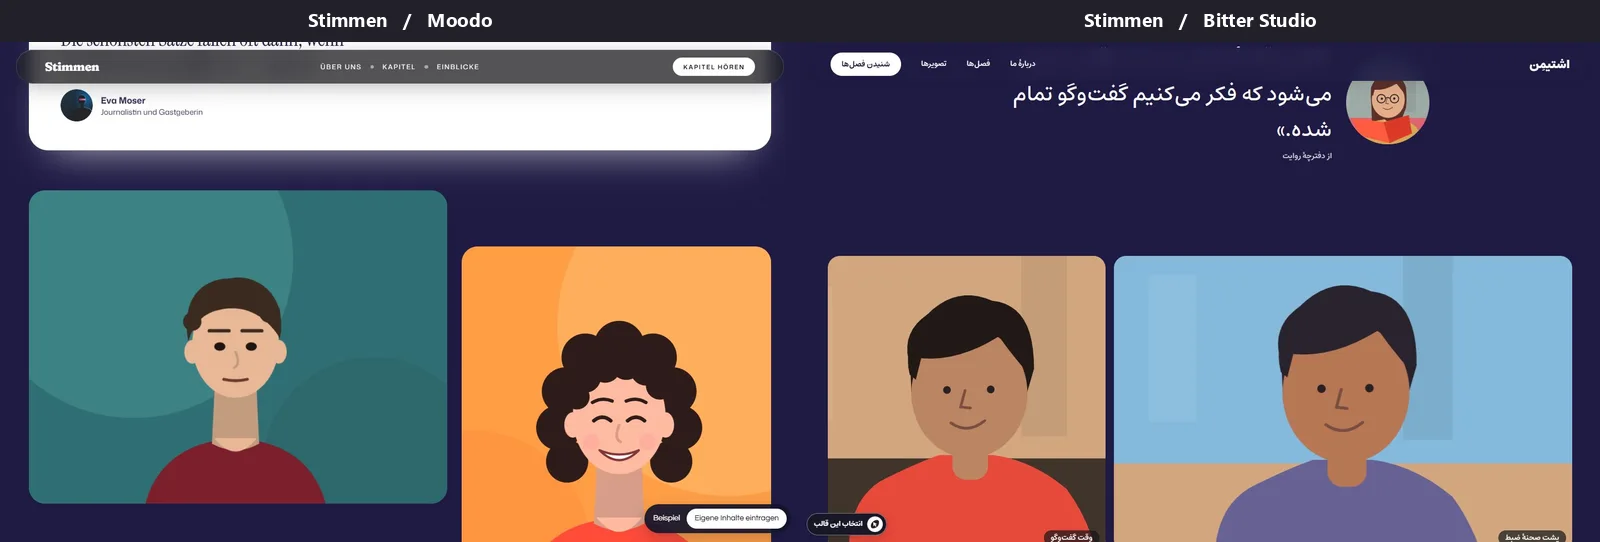 Stimmen / Moodo
Stimmen / Bitter Studio
Die schönsten Sätze fallen oft dann, wenn
Stimmen
ÜBER UNS
KAPITEL
EINBLICKE
KAPITEL HÖREN
Eva Moser
Journalistin und Gastgeberin
Beispiel
Eigene Inhalte eintragen
اشتیمن
دربارهٔ ما
فصل‌ها
تصویرها
شنیدن فصل‌ها
می‌شود که فکر می‌کنیم گفت‌وگو تمام
شده.»
از دفترچهٔ روایت
وقت گفت‌وگو
پشت صحنهٔ ضبط
انتخاب این قالب